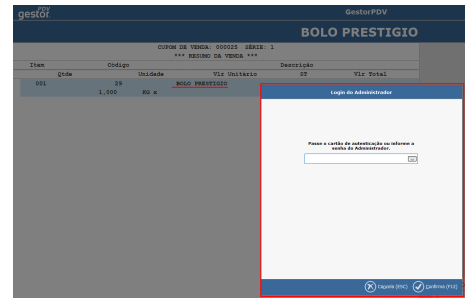 gestor PDV
GestorPDV
BOLO PRESTIGIO
CUPOM DE VENDA: 000025 SÉRIE: 1
*** RESUMO DA VENDA ***
Item Código Descrição
Qtde Unidade Vlr Unitário ST Vlr Total
001 29 BOLO PRESTIGIO
1,000 KG x
Login do Administrador
Passe o cartão de autenticação ou informe a
senha do Administrador.
Cancela (ESC) Confirma (F12)